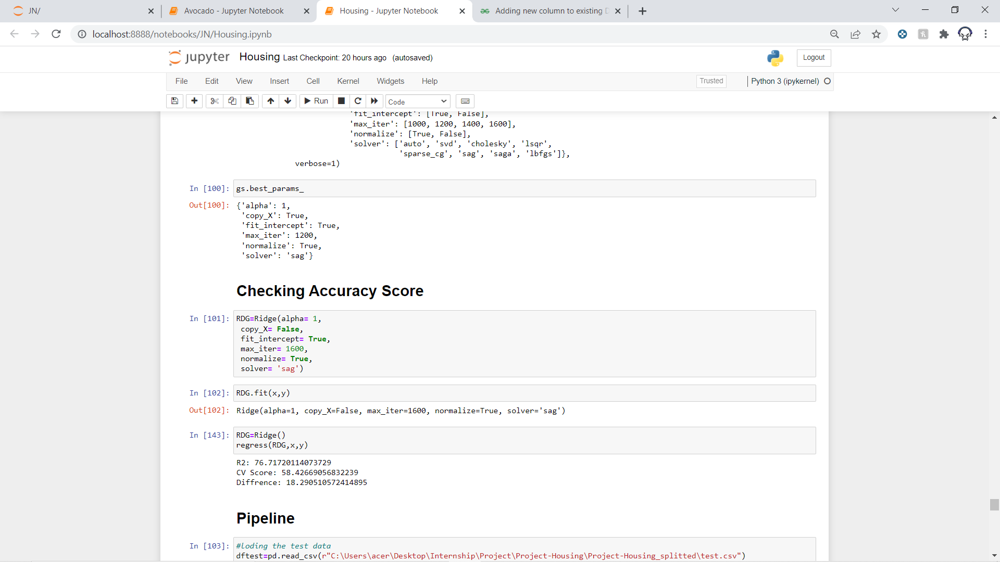 JN/
Avocado - Jupyter Notebook
Housing - Jupyter Notebook
Adding new column to existing D
localhost:8888/notebooks/JN/Housing.ipynb
jupyter Housing Last Checkpoint: 20 hours ago (autosaved)
Logout
File Edit View Insert Cell Kernel Widgets Help
Trusted
Python 3 (ipykernel)
Run
Code
'fit_intercept': [True, False],
'max_iter': [1000, 1200, 1400, 1600],
'normalize': [True, False],
'solver': ['auto', 'svd', 'cholesky', 'lsqr',
'sparse_cg', 'sag', 'saga', 'lbfgs']},
verbose=1)
In [100]: gs.best_params_
Out[100]: {'alpha': 1,
'copy_X': True,
'fit_intercept': True,
'max_iter': 1200,
'normalize': True,
'solver': 'sag'}
Checking Accuracy Score
In [101]: RDG=Ridge(alpha= 1,
copy_X= False,
fit_intercept= True,
max_iter= 1600,
normalize= True,
solver= 'sag')
In [102]: RDG.fit(x,y)
Out[102]: Ridge(alpha=1, copy_X=False, max_iter=1600, normalize=True, solver='sag')
In [143]: RDG=Ridge()
regress(RDG,x,y)
R2: 76.71720114073729
CV Score: 58.42669056832239
Diffrence: 18.290510572414895
Pipeline
In [103]: #loding the test data
dftest=pd.read_csv(r"C:\Users\acer\Desktop\Internship\Project\Project-Housing\Project-Housing_splitted\test.csv")